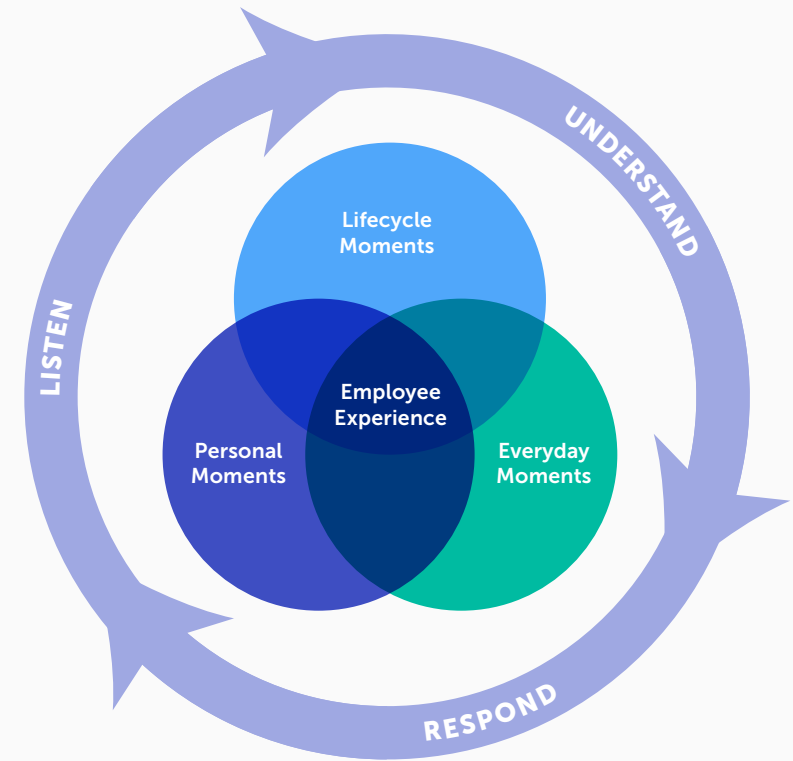 UNDERSTAND
Lifecycle
Moments
LISTEN
Employee
Experience
Personal
Moments
Everyday
Moments
RESPOND